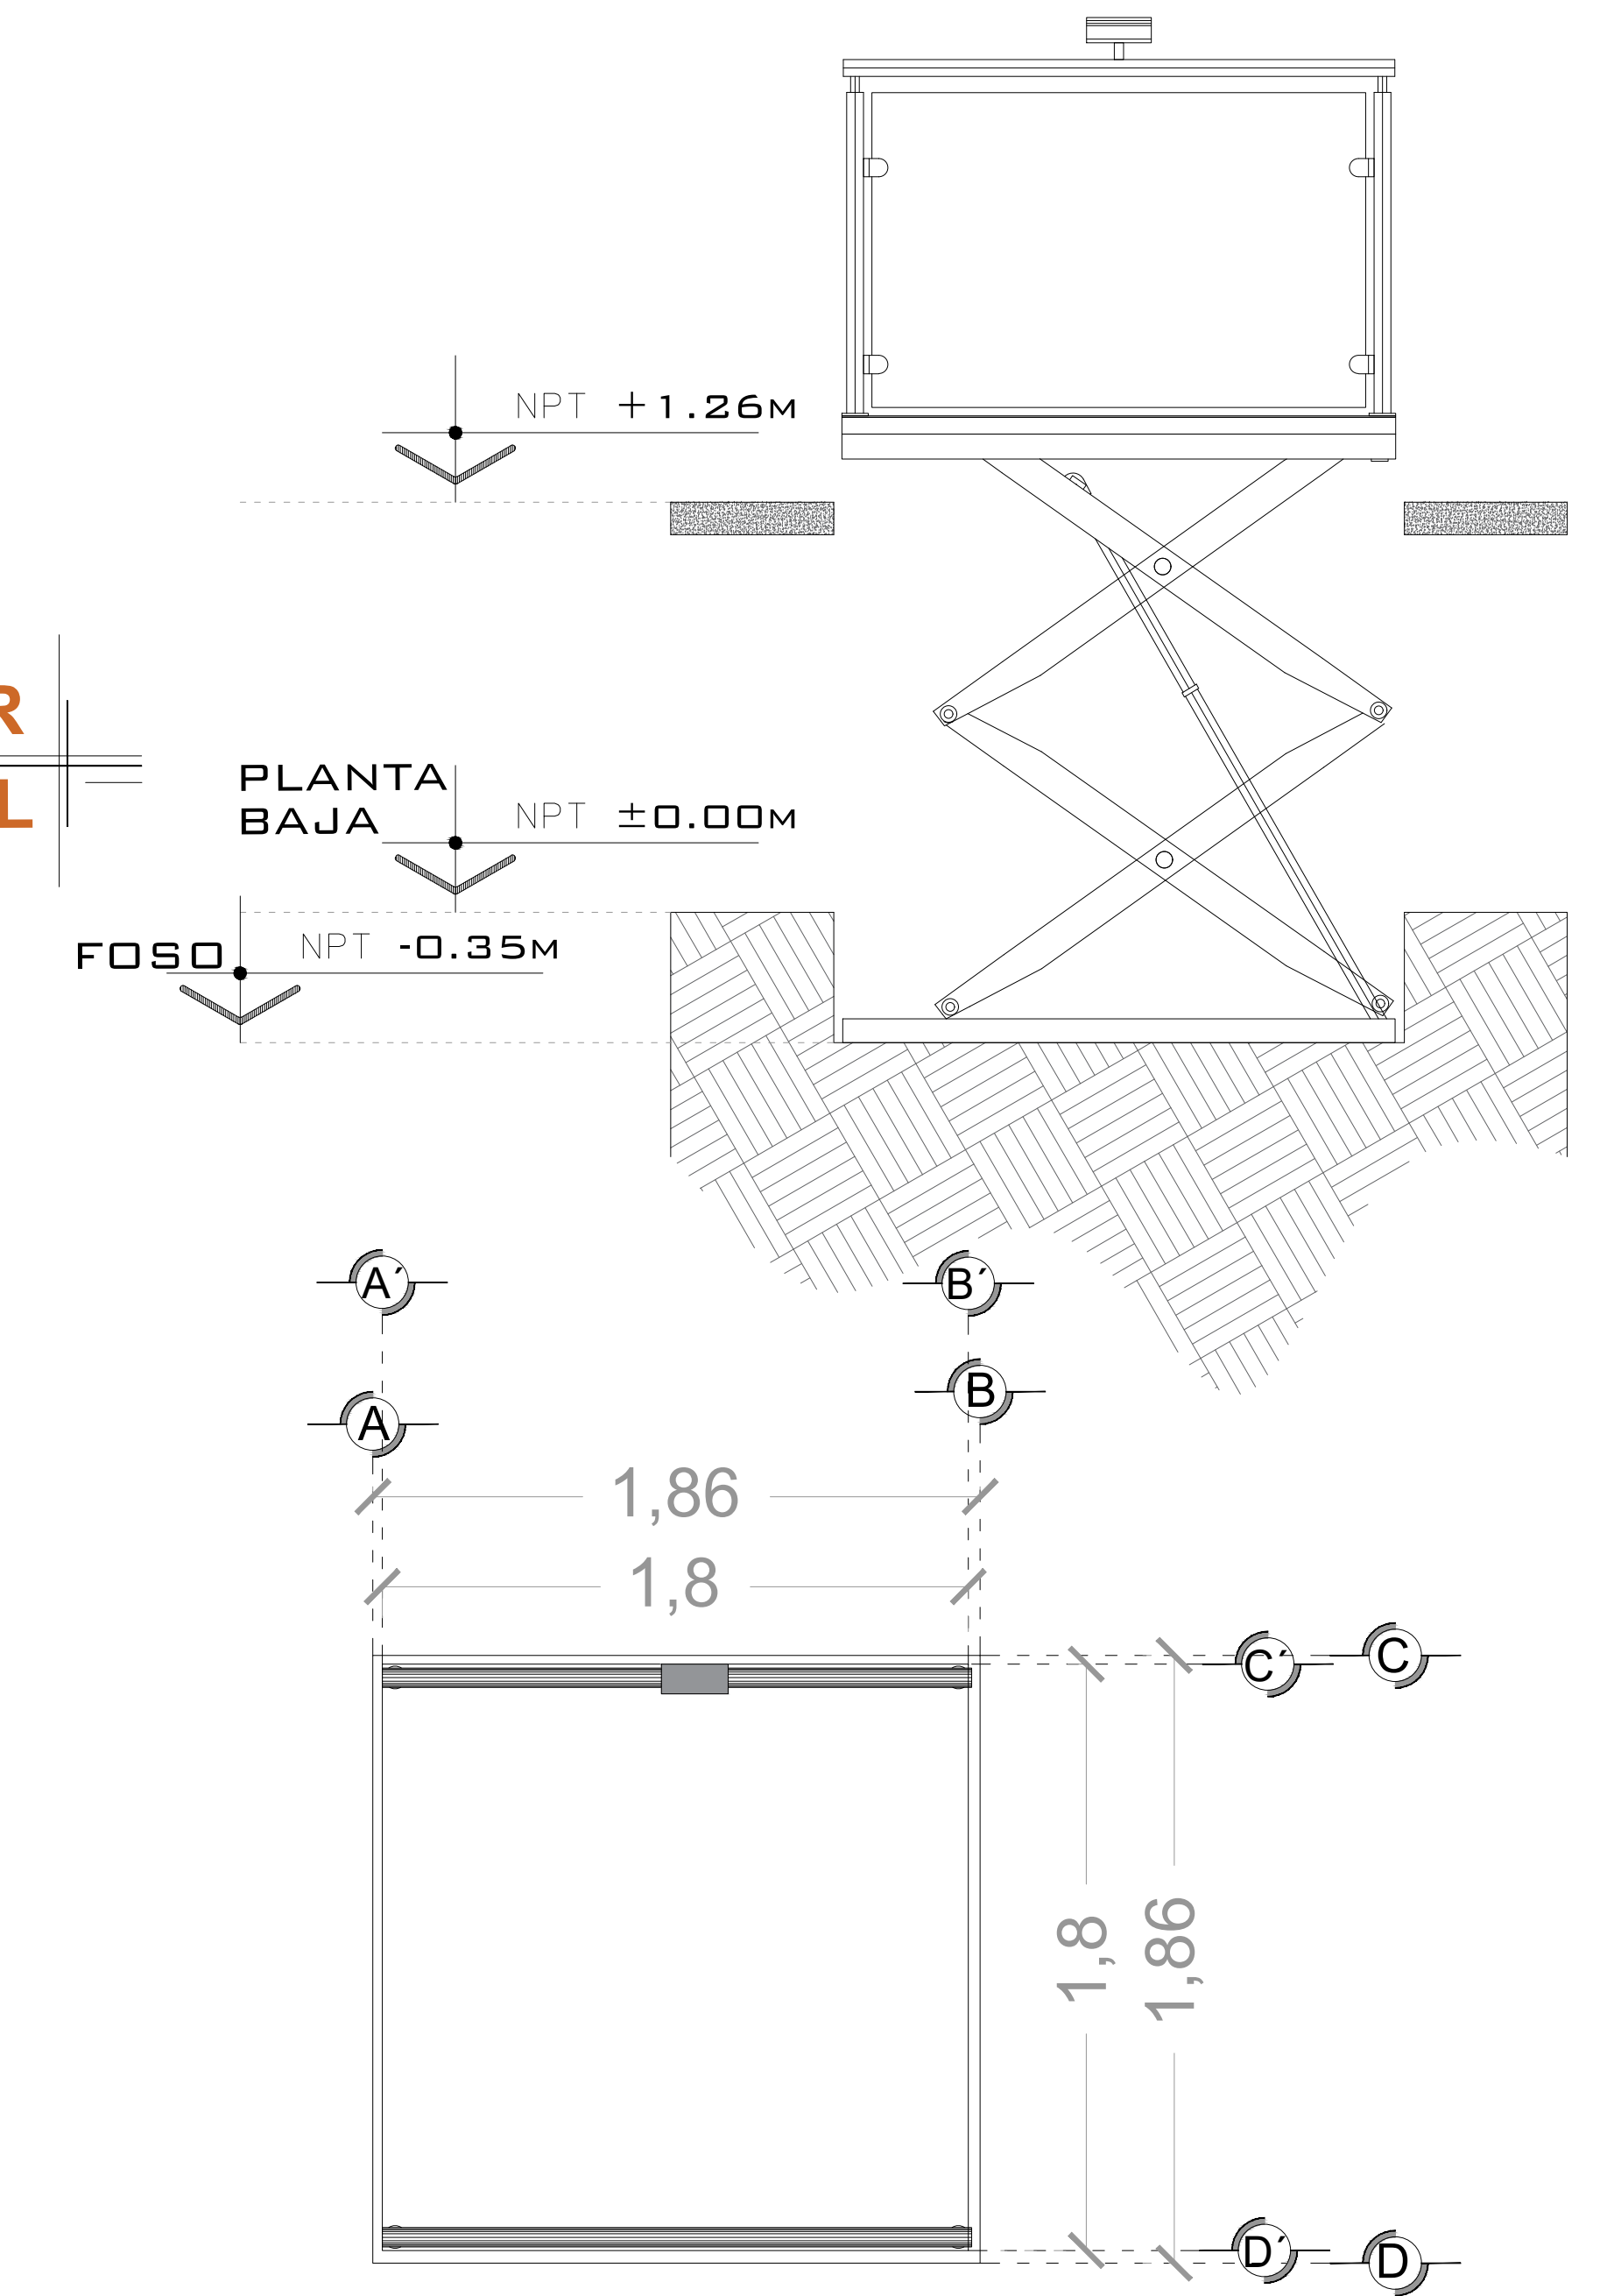 NPT +1.26M
R
L
PLANTA
BAJA
NPT ±0.00M
FOSO
NPT -0.35M
A´
B´
B
A
1,86
1,8
C´
C
1,8
1,86
D´
D